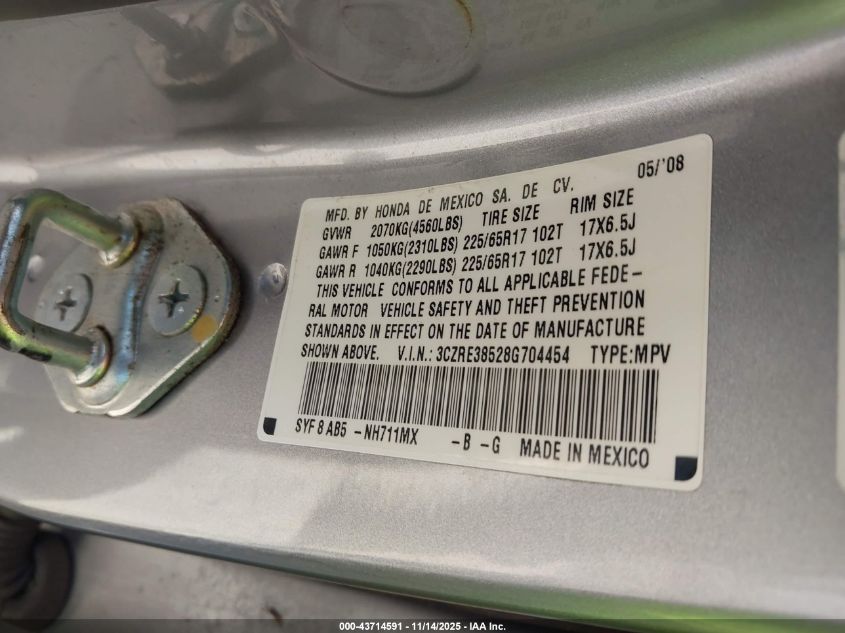 05/'08
MFD. BY HONDA DE MEXICO SA. DE CV.
GVWR 2070KG(4560LBS) TIRE SIZE RIM SIZE
GAWR F 1050KG(2310LBS) 225/65R17 102T 17X6.5J
GAWR R 1040KG(2290LBS) 225/65R17 102T 17X6.5J
THIS VEHICLE CONFORMS TO ALL APPLICABLE FEDE-
RAL MOTOR VEHICLE SAFETY AND THEFT PREVENTION
STANDARDS IN EFFECT ON THE DATE OF MANUFACTURE
SHOWN ABOVE. V.I.N.: 3CZRE38528G704454 TYPE:MPV
SYF 8 AB5 -NH711MX -B -G MADE IN MEXICO
000-43714591 - 11/14/2025 - IAA Inc.